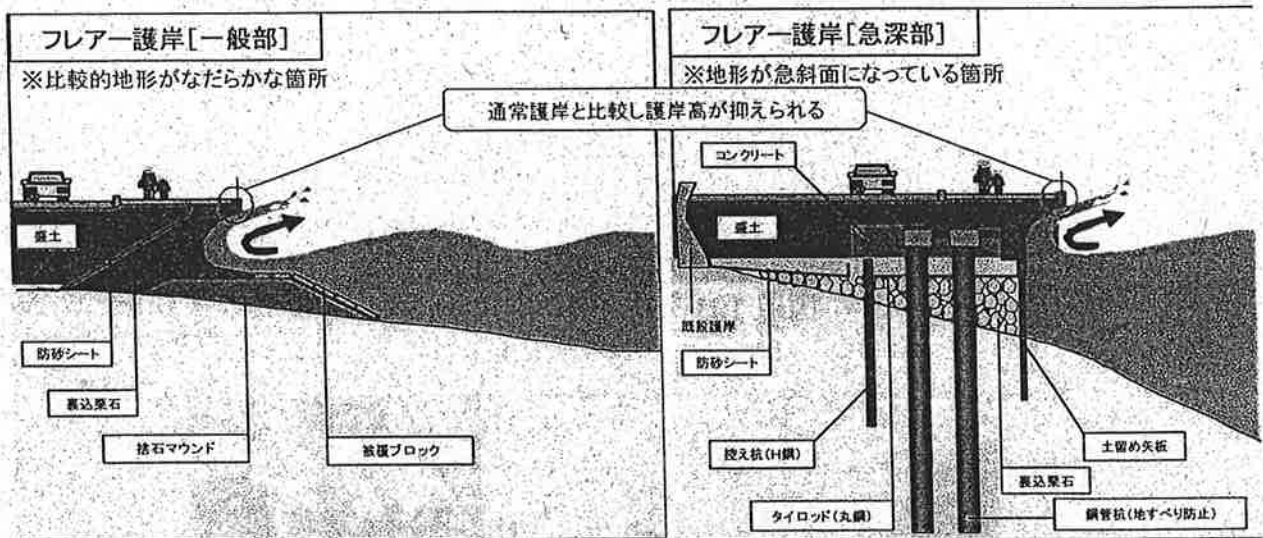 フレアー護岸[一般部]
※比較的地形がなだらかな箇所
盛土
防砂シート
裏込栗石
捨石マウンド
被覆ブロック
通常護岸と比較し護岸高が抑えられる
フレアー護岸[急深部]
※地形が急斜面になっている箇所
コンクリート
盛土
既設護岸
防砂シート
控え杭(H鋼)
タイロッド(丸鋼)
土留め矢板
裏込栗石
鋼管杭(地すべり防止)